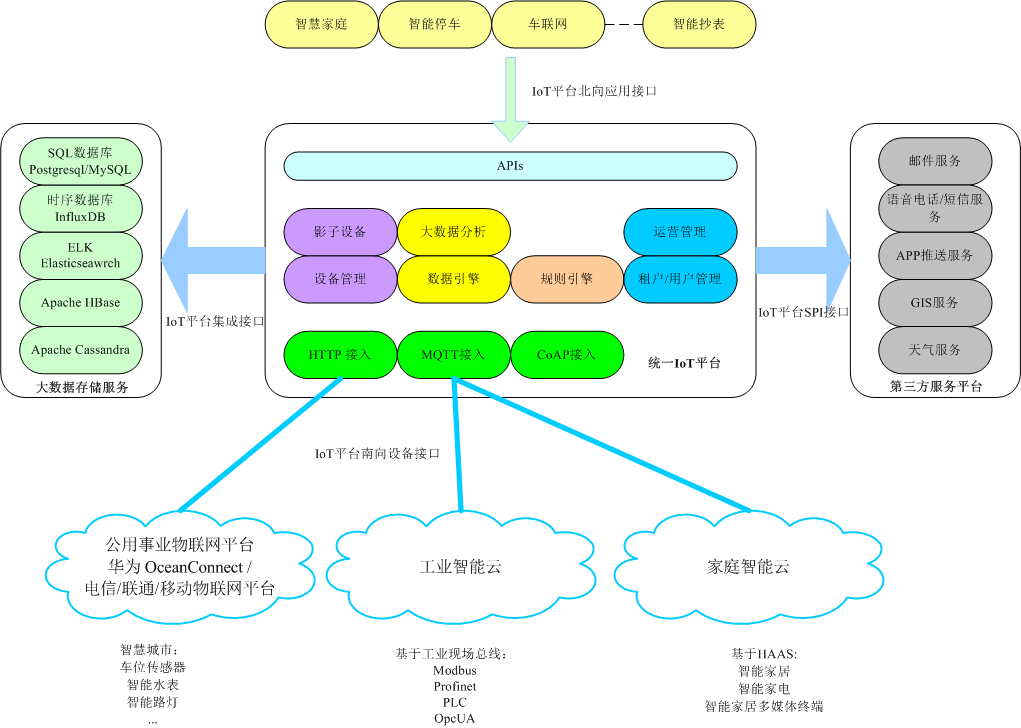 智慧家庭
智能停车
车联网
智能抄表
IoT平台北向应用接口
SQL数据库
Postgresql/MySQL
时序数据库
InfluxDB
ELK
Elasticseawrch
Apache HBase
Apache Cassandra
大数据存储服务
IoT平台集成接口
APIs
影子设备
大数据分析
运营管理
设备管理
数据引擎
规则引擎
租户/用户管理
HTTP 接入
MQTT接入
CoAP接入
统一IoT平台
IoT平台SPI接口
邮件服务
语音电话/短信服
务
APP推送服务
GIS服务
天气服务
第三方服务平台
IoT平台南向设备接口
公用事业物联网平台
华为 OceanConnect /
电信/联通/移动物联网平台
工业智能云
家庭智能云
智慧城市：
车位传感器
智能水表
智能路灯
...
基于工业现场总线：
Modbus
Profinet
PLC
OpcUA
基于HAAS:
智能家居
智能家电
智能家居多媒体终端